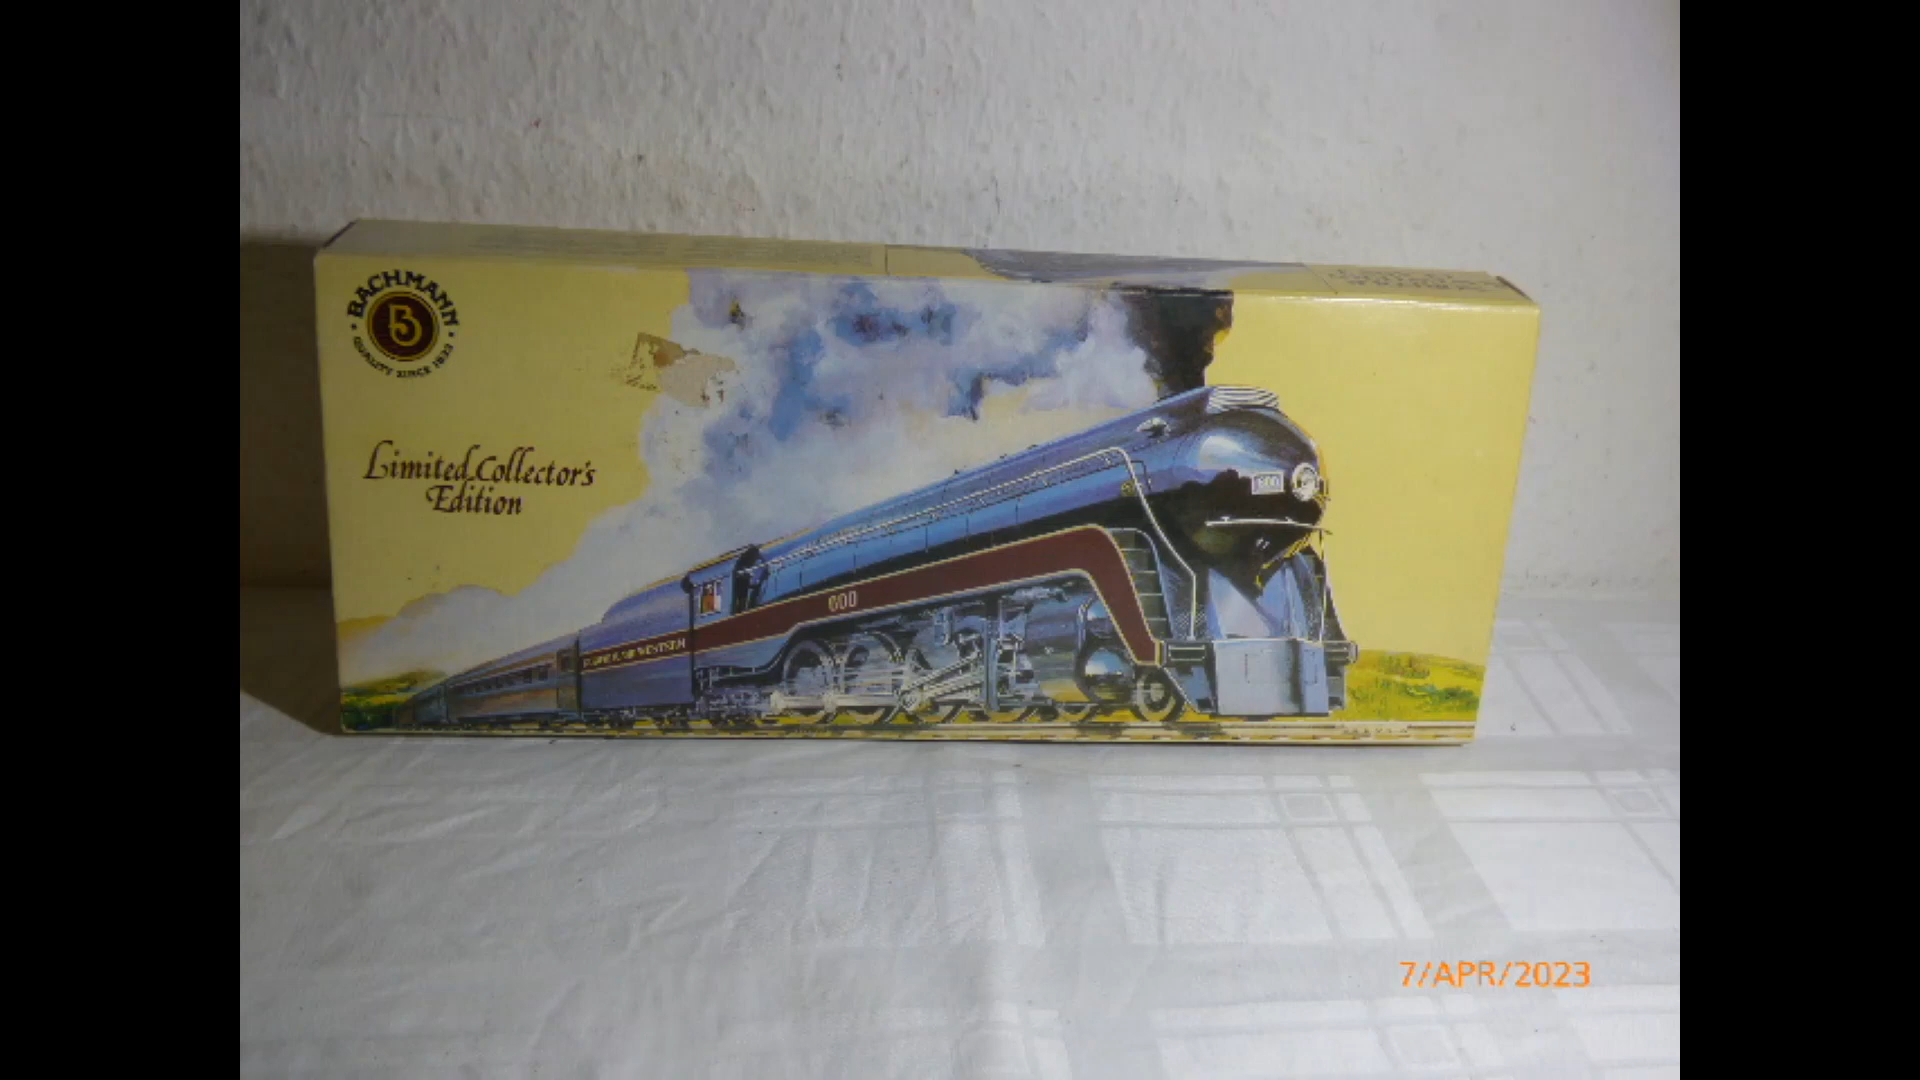 BACHMANN
B
QUALITY SINCE 1833
Limited Collector's
Edition
600
600
NORFOLK AND WESTERN
7/APR/2023